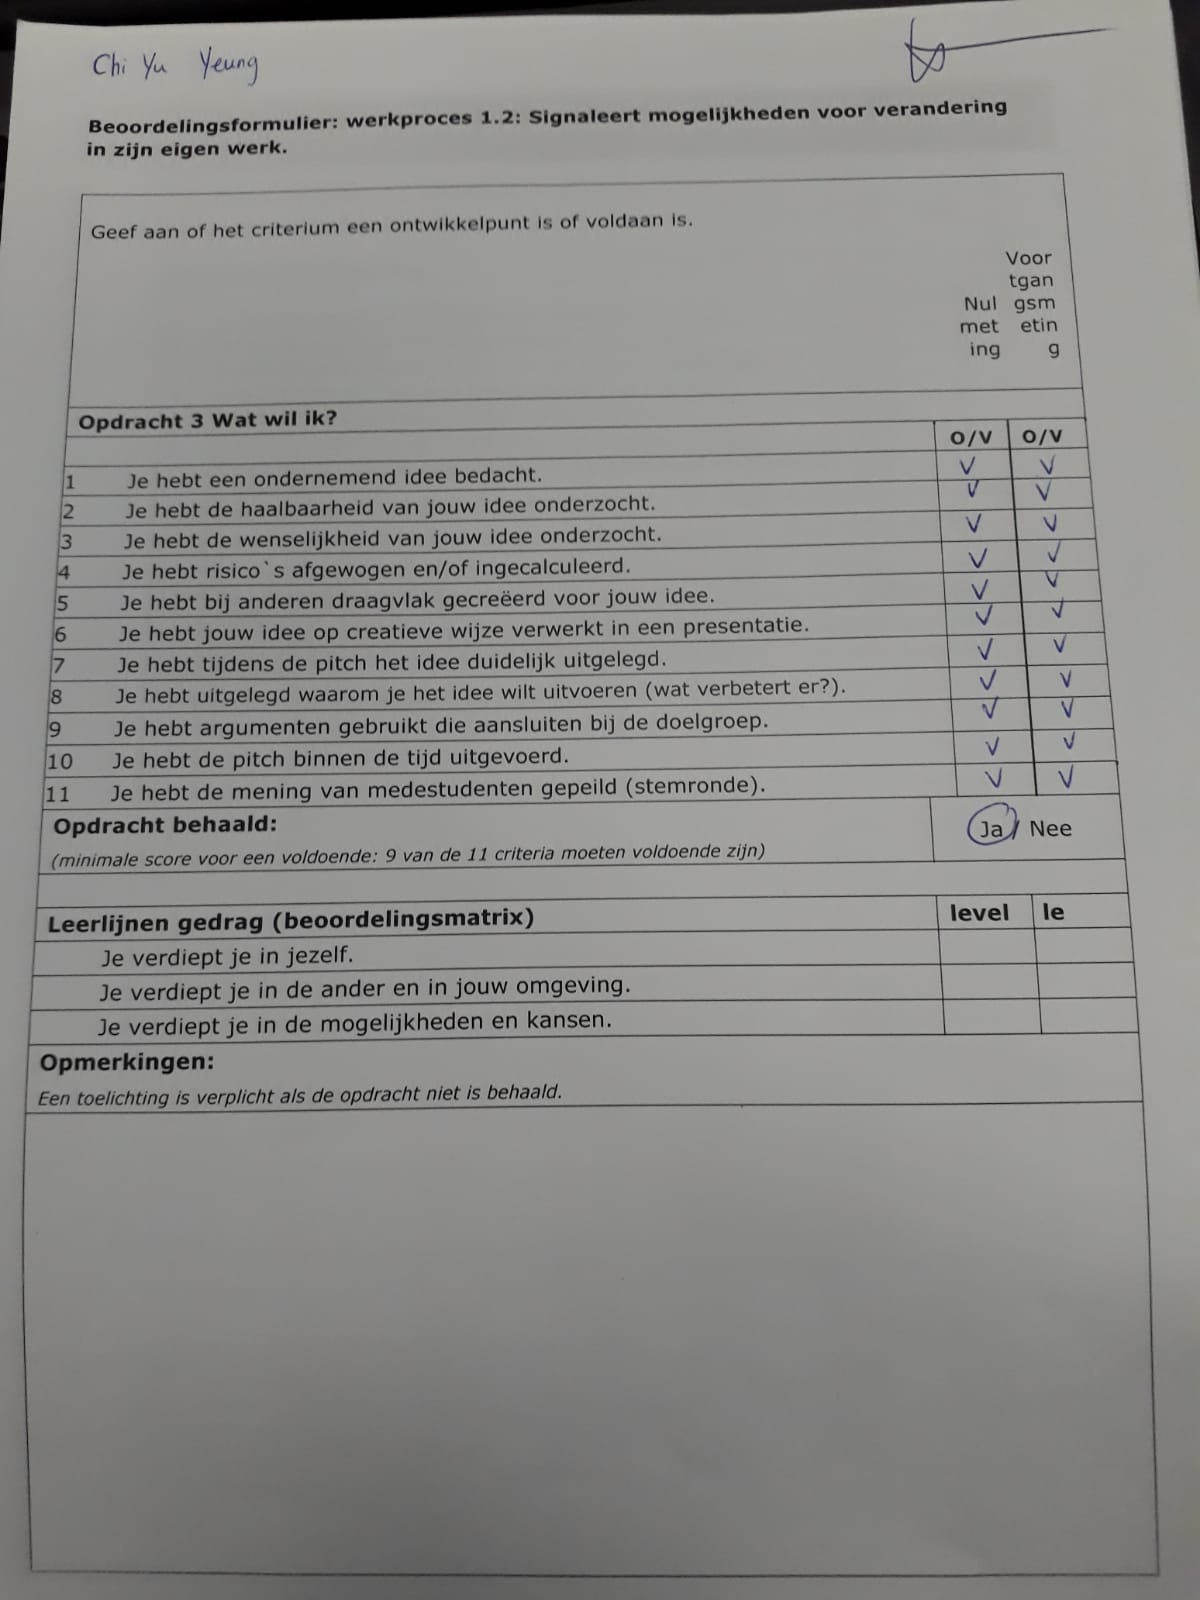 Chi Yu Yeung
Beoordelingsformulier: werkproces 1.2: Signaleert mogelijkheden voor verandering
in zijn eigen werk.
Geef aan of het criterium een ontwikkelpunt is of voldaan is.
Voor
tgan
Nul gsm
met etin
ing g
Opdracht 3 Wat wil ik?
O/V O/V
1 Je hebt een ondernemend idee bedacht. V V
2 Je hebt de haalbaarheid van jouw idee onderzocht. V V
3 Je hebt de wenselijkheid van jouw idee onderzocht. V V
4 Je hebt risico`s afgewogen en/of ingecalculeerd. V V
5 Je hebt bij anderen draagvlak gecreëerd voor jouw idee. V V
6 Je hebt jouw idee op creatieve wijze verwerkt in een presentatie. V V
7 Je hebt tijdens de pitch het idee duidelijk uitgelegd. V V
8 Je hebt uitgelegd waarom je het idee wilt uitvoeren (wat verbetert er?). V V
9 Je hebt argumenten gebruikt die aansluiten bij de doelgroep. V V
10 Je hebt de pitch binnen de tijd uitgevoerd. V V
11 Je hebt de mening van medestudenten gepeild (stemronde). V V
Opdracht behaald: Ja / Nee
(minimale score voor een voldoende: 9 van de 11 criteria moeten voldoende zijn)
Leerlijnen gedrag (beoordelingsmatrix) level le
Je verdiept je in jezelf.
Je verdiept je in de ander en in jouw omgeving.
Je verdiept je in de mogelijkheden en kansen.
Opmerkingen:
Een toelichting is verplicht als de opdracht niet is behaald.